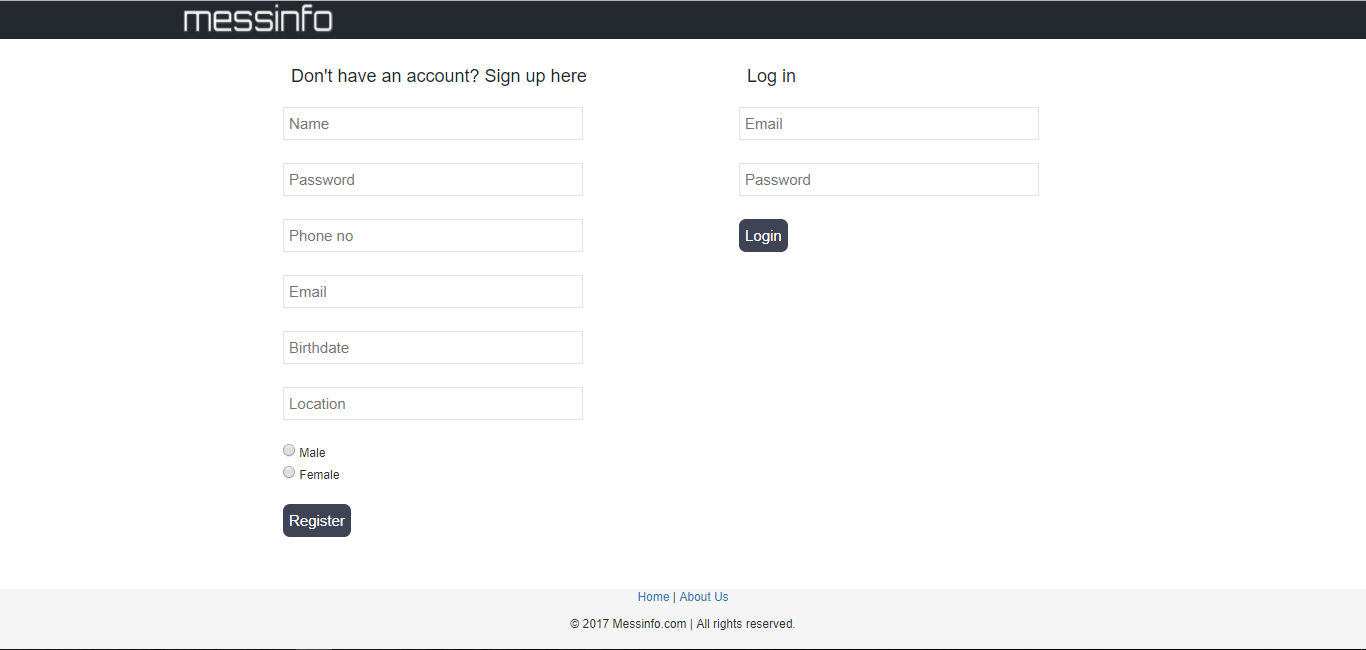 messinfo
Don't have an account? Sign up here
Name
Password
Phone no
Email
Birthdate
Location
Male
Female
Register
Log in
Email
Password
Login
Home | About Us
© 2017 Messinfo.com | All rights reserved.